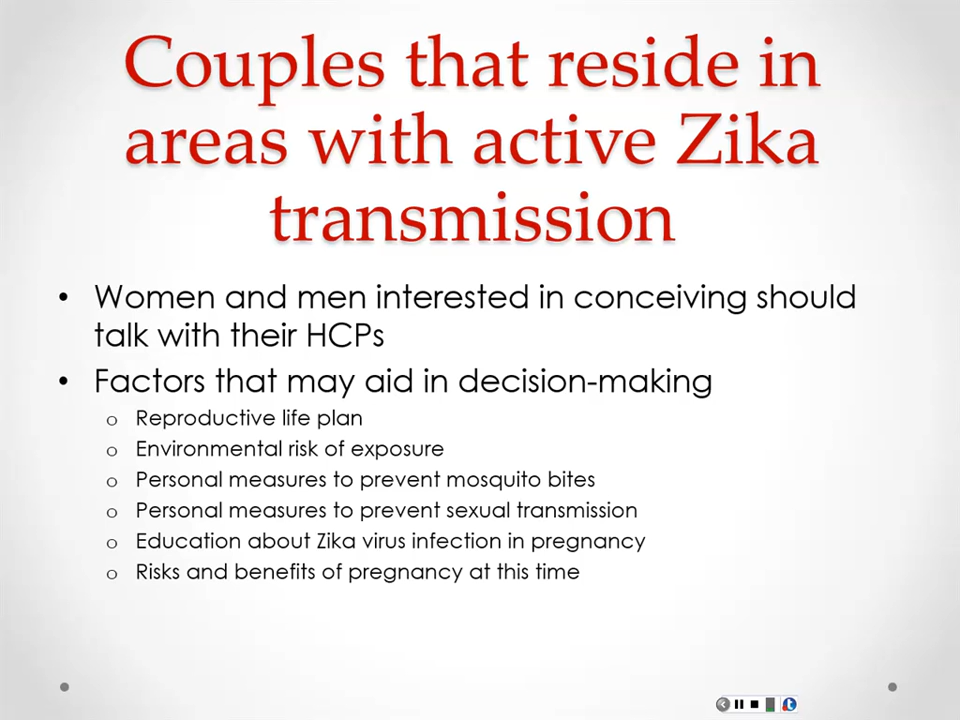 Couples that reside in
areas with active Zika
transmission
• Women and men interested in conceiving should
talk with their HCPs
• Factors that may aid in decision-making
o Reproductive life plan
o Environmental risk of exposure
o Personal measures to prevent mosquito bites
o Personal measures to prevent sexual transmission
o Education about Zika virus infection in pregnancy
o Risks and benefits of pregnancy at this time